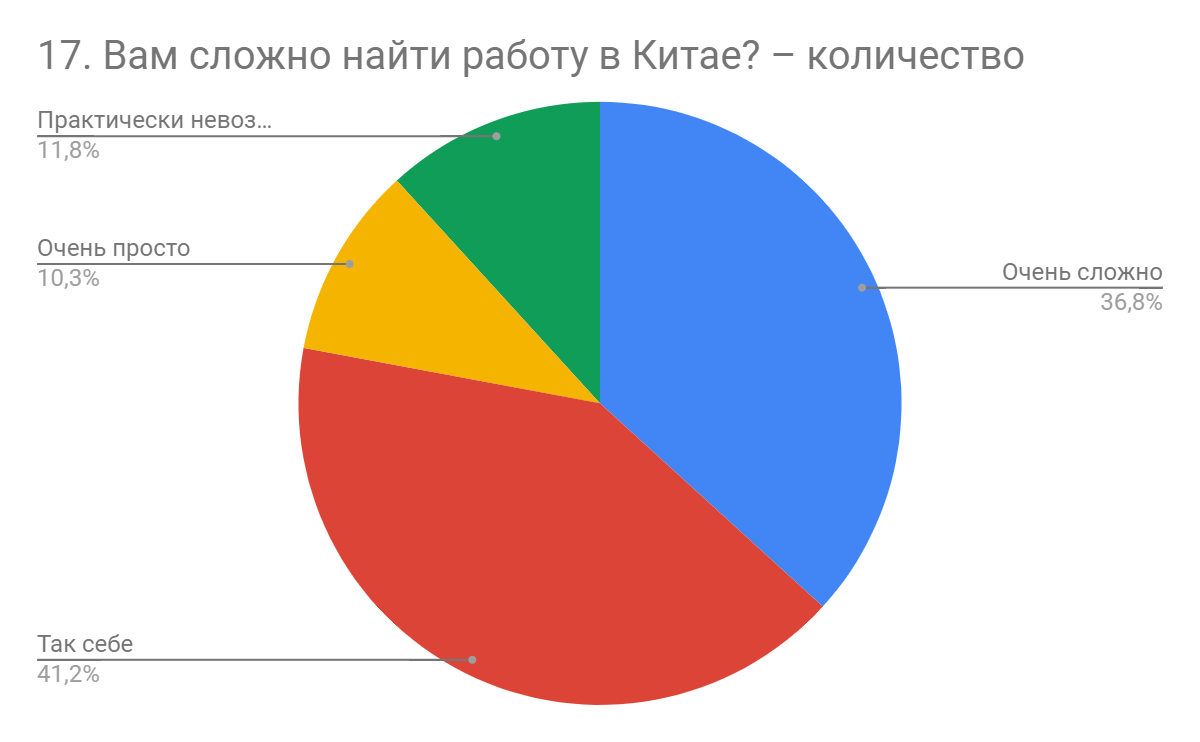 17. Вам сложно найти работу в Китае? – количество
Практически невоз…
11,8%
Очень просто
10,3%
Очень сложно
36,8%
Так себе
41,2%